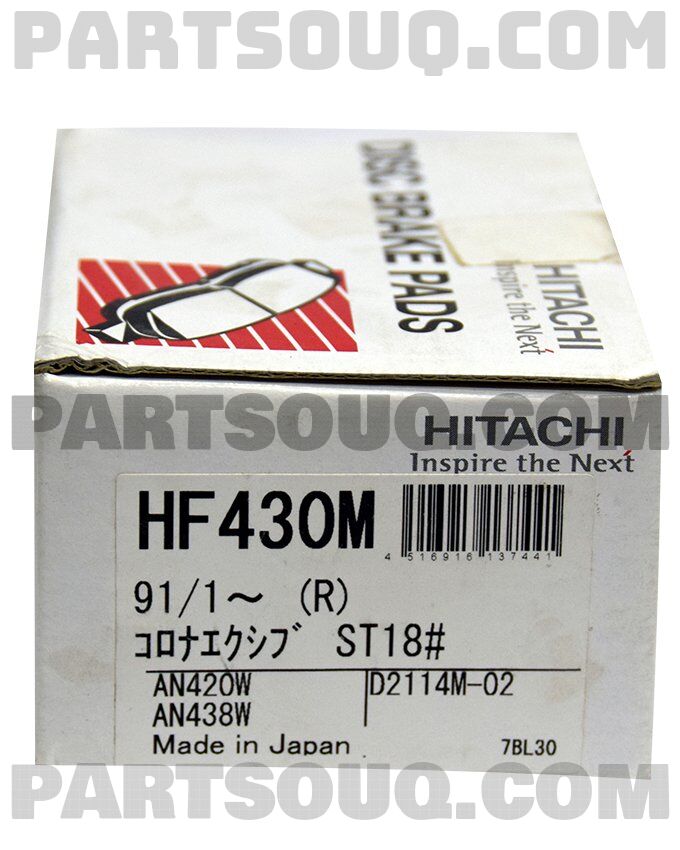 PARTSOUQ.COM
DISC BRAKE PADS
HITACHI
Inspire the Next
PARTSOUQ.COM
HITACHI
Inspire the Next
HF430M
4 516916 137441
91/1~ (R)
コロナエクシブ ST18#
AN420W D2114M-02
AN438W
Made in Japan 7BL30
PARTSOUQ.COM